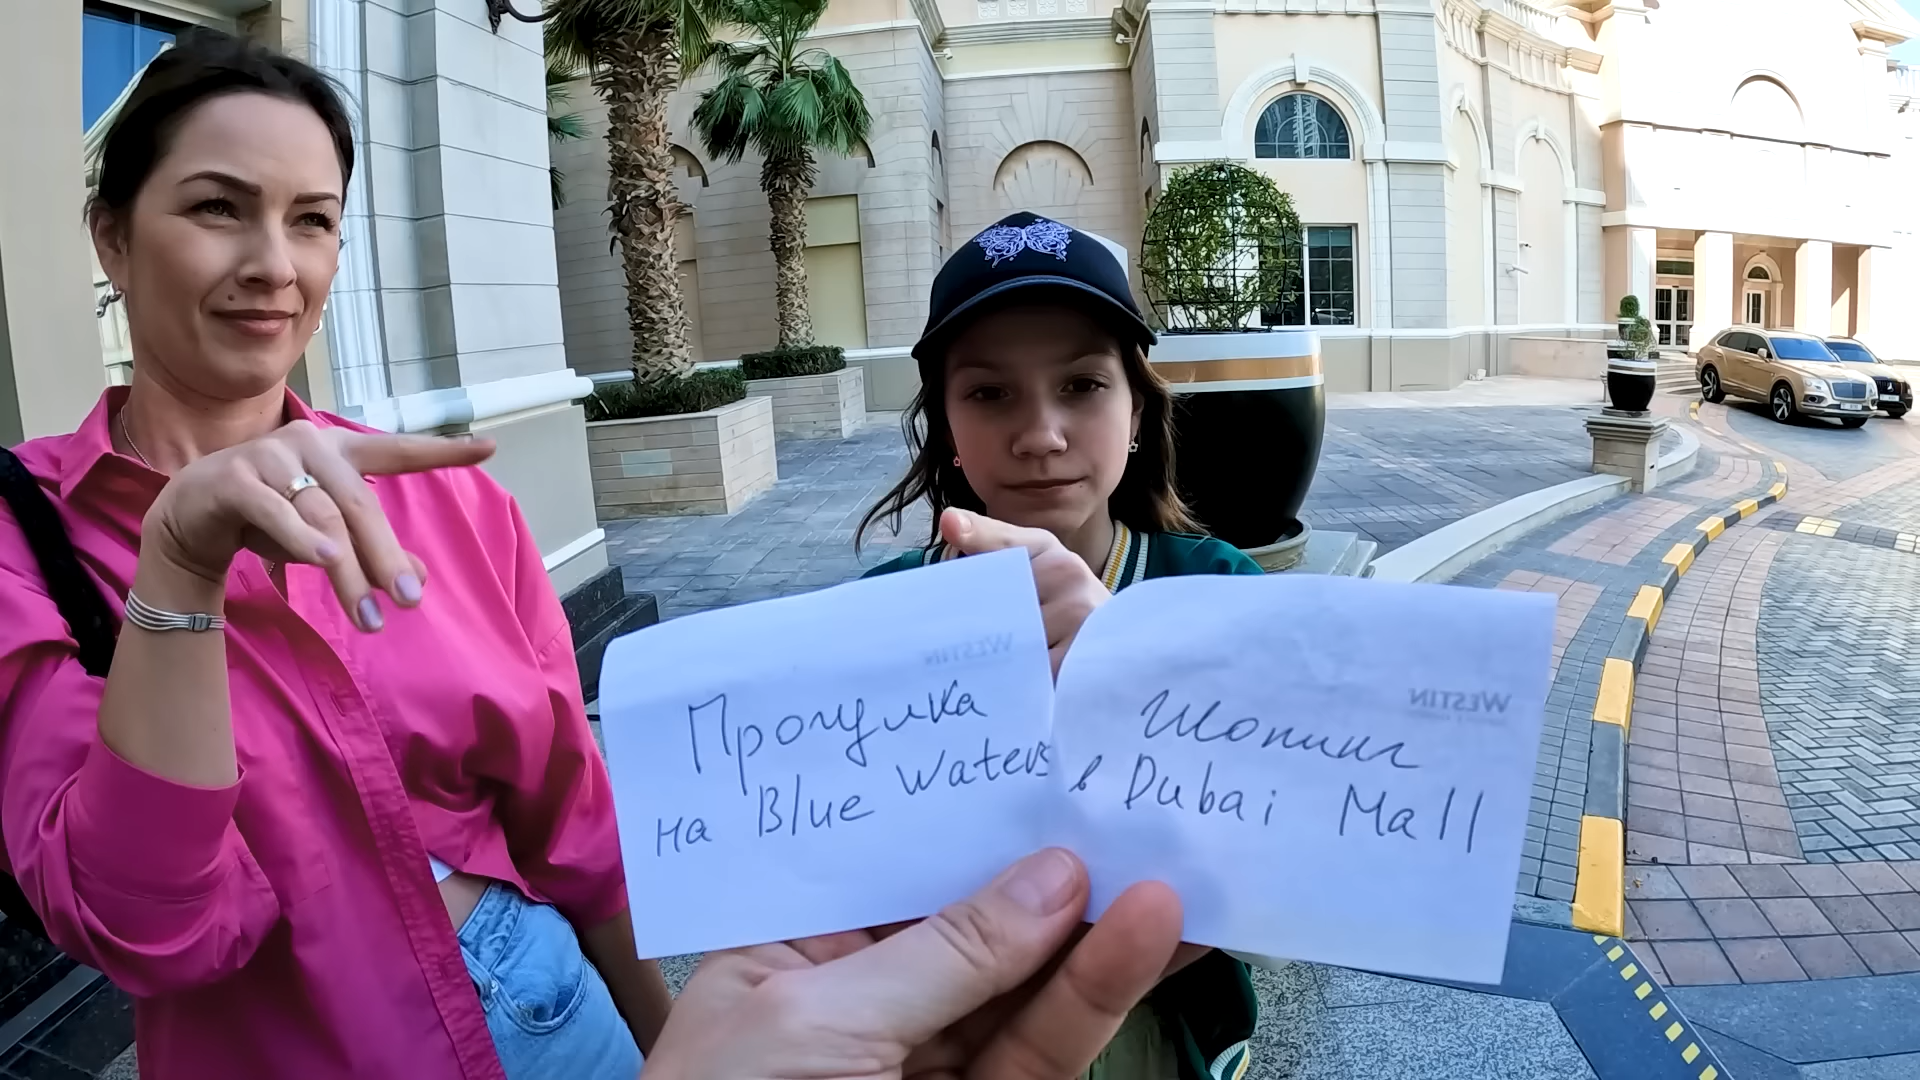 WESTIN
Прогулка
на Blue Waters
WESTIN
Шопинг
в Dubai Mall